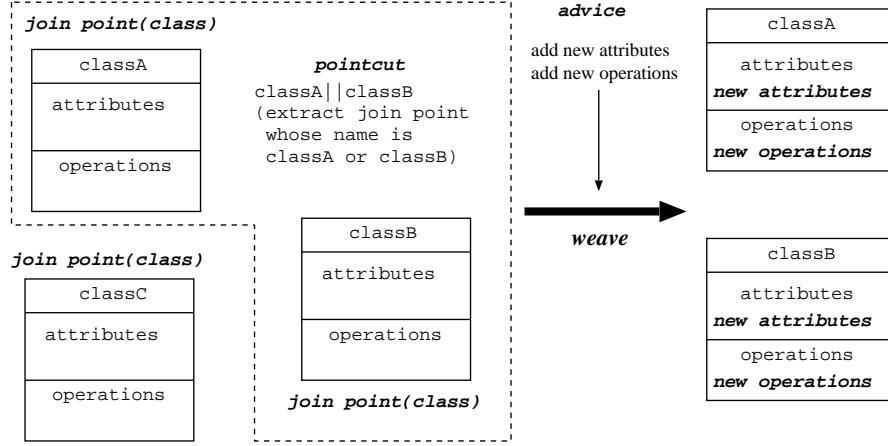 join point(class)
classA
attributes
operations
pointcut
classA||classB
(extract join point
whose name is
classA or classB)
join point(class)
classC
attributes
operations
classB
attributes
operations
join point(class)
advice
add new attributes
add new operations
weave
classA
attributes
new attributes
operations
new operations
classB
attributes
new attributes
operations
new operations